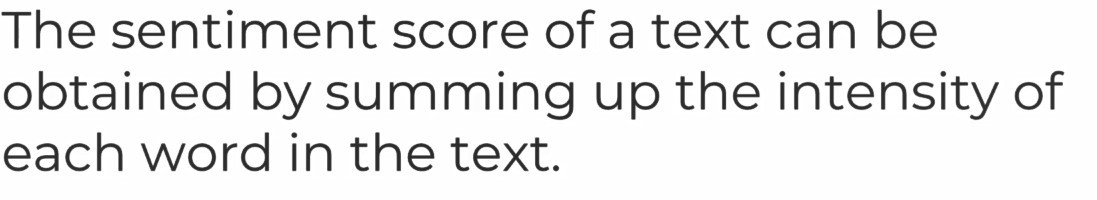 The sentiment score of a text can be
obtained by summing up the intensity of
each word in the text.